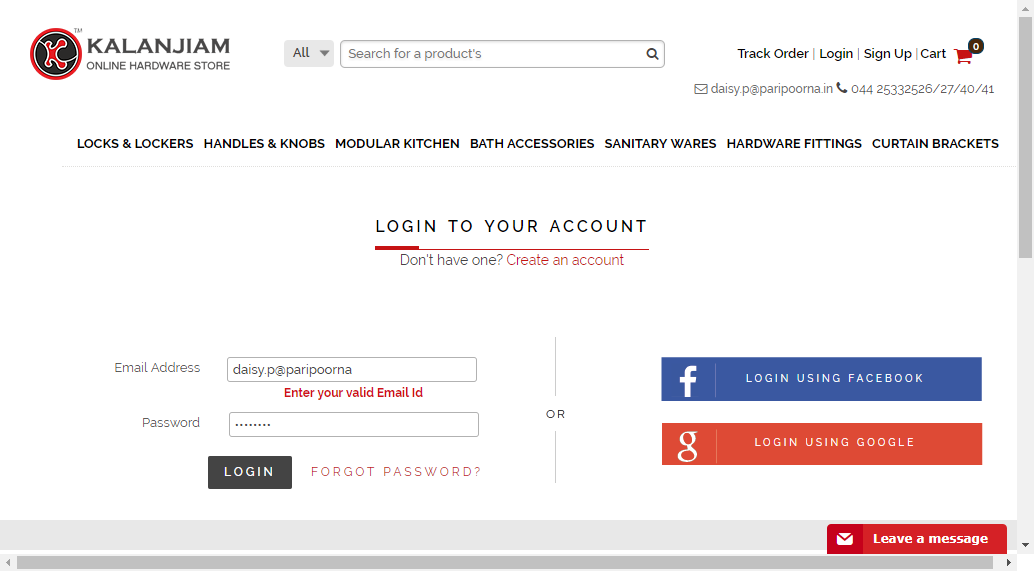 KALANJIAM TM
ONLINE HARDWARE STORE
All
Search for a product's
Track Order | Login | Sign Up | Cart 0
daisy.p@paripoorna.in 044 25332526/27/40/41
LOCKS & LOCKERS HANDLES & KNOBS MODULAR KITCHEN BATH ACCESSORIES SANITARY WARES HARDWARE FITTINGS CURTAIN BRACKETS
LOGIN TO YOUR ACCOUNT
Don't have one? Create an account
Email Address daisy.p@paripoorna
Enter your valid Email Id
Password ••••••••
LOGIN FORGOT PASSWORD?
OR
f LOGIN USING FACEBOOK
g LOGIN USING GOOGLE
Leave a message